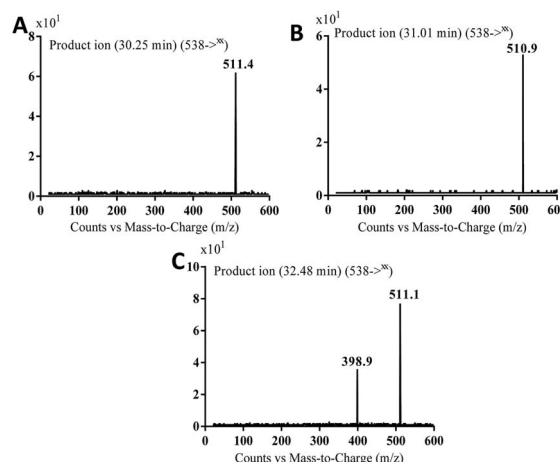 A
x10¹
Product ion (30.25 min) (538->ˣˣ)
511.4
8
6
4
2
0
0 100 200 300 400 500 600
Counts vs Mass-to-Charge (m/z)
B
x10¹
Product ion (31.01 min) (538->ˣˣ)
510.9
6
4
2
0
0 100 200 300 400 500 600
Counts vs Mass-to-Charge (m/z)
C
x10¹
Product ion (32.48 min) (538->ˣˣ)
511.1
398.9
10
8
6
4
2
0
0 100 200 300 400 500 600
Counts vs Mass-to-Charge (m/z)